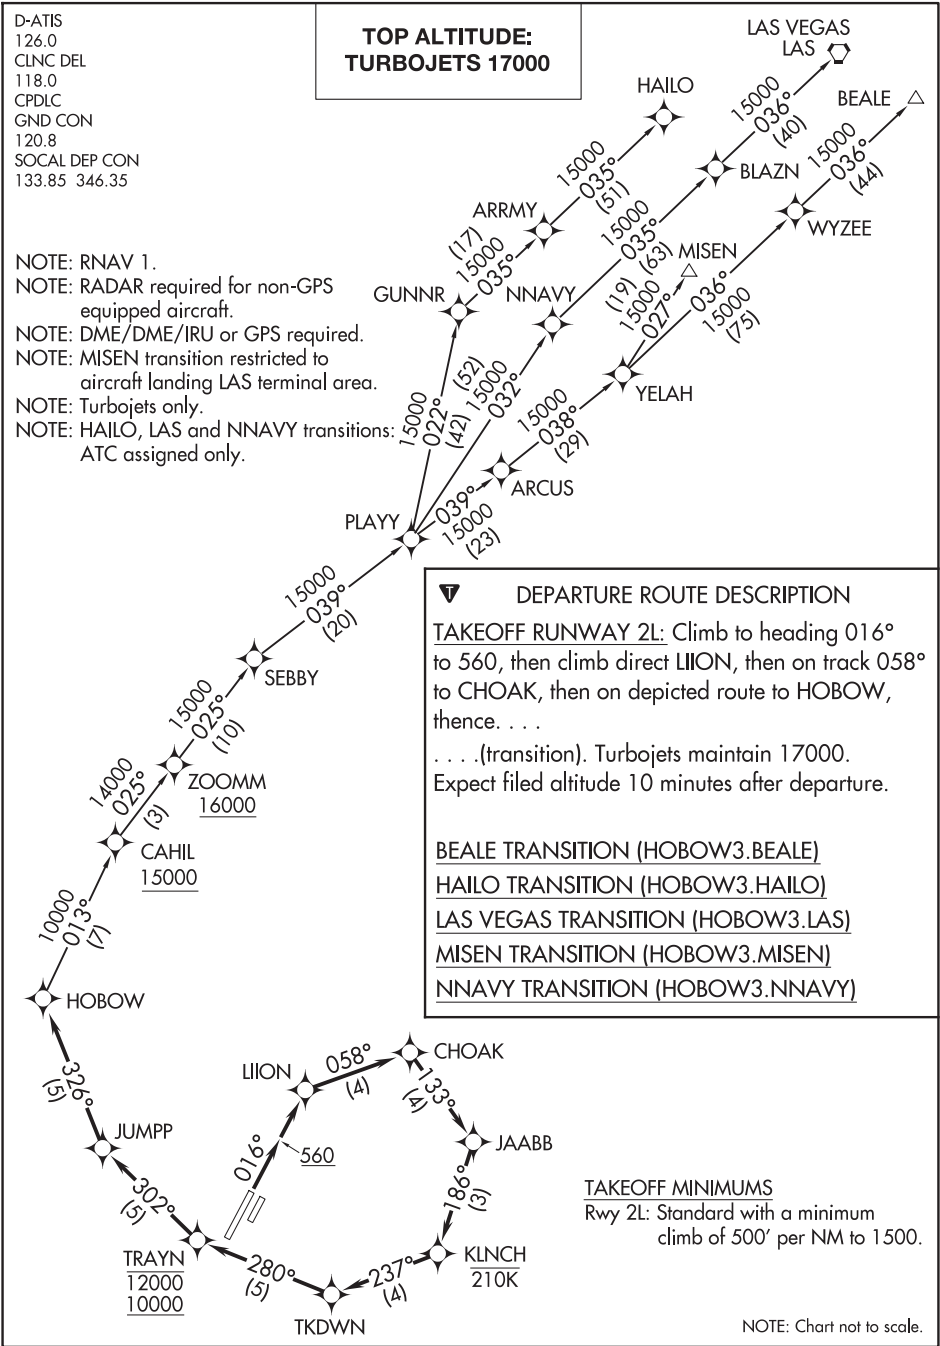 D-ATIS
126.0
CLNC DEL
118.0
CPDLC
GND CON
120.8
SOCAL DEP CON
133.85 346.35
TOP ALTITUDE:
TURBOJETS 17000
NOTE: RNAV 1.
NOTE: RADAR required for non-GPS
equipped aircraft.
NOTE: DME/DME/IRU or GPS required.
NOTE: MISEN transition restricted to
aircraft landing LAS terminal area.
NOTE: Turbojets only.
NOTE: HAILO, LAS and NNAVY transitions:
ATC assigned only.
LAS VEGAS
LAS
15000
036°
(40)
BEALE
15000
036°
(44)
HAILO
15000
035°
(51)
BLAZN
WYZEE
ARRMY
(17)
15000
035°
15000
035°
(63)
MISEN
(19)
15000
027°
036°
15000
(75)
GUNNR
NNAVY
YELAH
15000
022°
(42)
(52)
15000
032°
15000
038°
(29)
ARCUS
039°
15000
(23)
PLAYY
15000
039°
(20)
SEBBY
15000
025°
(10)
ZOOMM
16000
14000
025°
(3)
CAHIL
15000
10000
013°
(7)
HOBOW
326°
(5)
JUMPP
302°
(5)
TRAYN
12000
10000
280°
(5)
TKDWN
237°
(4)
KLNCH
210K
186°
(3)
JAABB
133°
(4)
CHOAK
058°
(4)
LIION
016°
560
T
DEPARTURE ROUTE DESCRIPTION
TAKEOFF RUNWAY 2L: Climb to heading 016°
to 560, then climb direct LIION, then on track 058°
to CHOAK, then on depicted route to HOBOW,
thence. . . .
. . . .(transition). Turbojets maintain 17000.
Expect filed altitude 10 minutes after departure.
BEALE TRANSITION (HOBOW3.BEALE)
HAILO TRANSITION (HOBOW3.HAILO)
LAS VEGAS TRANSITION (HOBOW3.LAS)
MISEN TRANSITION (HOBOW3.MISEN)
NNAVY TRANSITION (HOBOW3.NNAVY)
TAKEOFF MINIMUMS
Rwy 2L: Standard with a minimum
climb of 500' per NM to 1500.
NOTE: Chart not to scale.